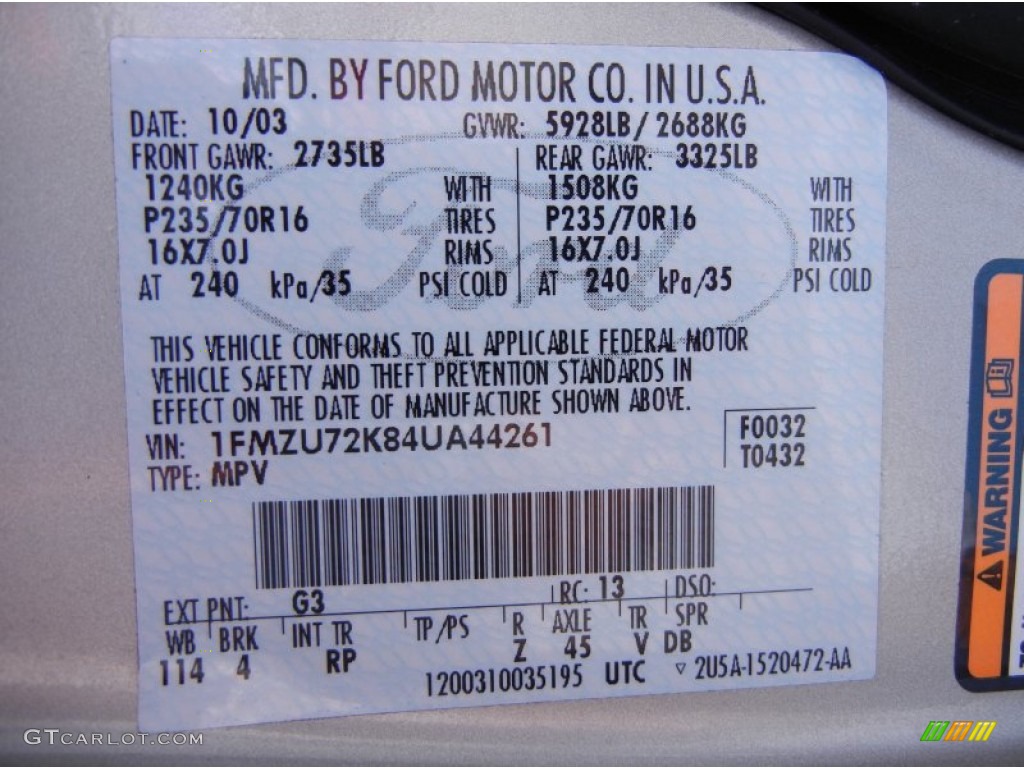 MFD. BY FORD MOTOR CO. IN U.S.A.
DATE: 10/03 GVWR: 5928LB / 2688KG
FRONT GAWR: 2735LB REAR GAWR: 3325LB
1240KG WITH 1508KG WITH
P235/70R16 TIRES P235/70R16 TIRES
16X7.0J RIMS 16X7.0J RIMS
AT 240 kPa/35 PSI COLD AT 240 kPa/35 PSI COLD
Ford
THIS VEHICLE CONFORMS TO ALL APPLICABLE FEDERAL MOTOR
VEHICLE SAFETY AND THEFT PREVENTION STANDARDS IN
EFFECT ON THE DATE OF MANUFACTURE SHOWN ABOVE.
VIN: 1FMZU72K84UA44261 F0032
TYPE: MPV T0432
EXT PNT: G3 RC: 13 DSO:
WB BRK INT TR TP/PS R AXLE TR SPR
114 4 RP Z 45 V DB
1200310035195 UTC ▽ 2U5A-1520472-AA
WARNING
GTCARLOT.COM